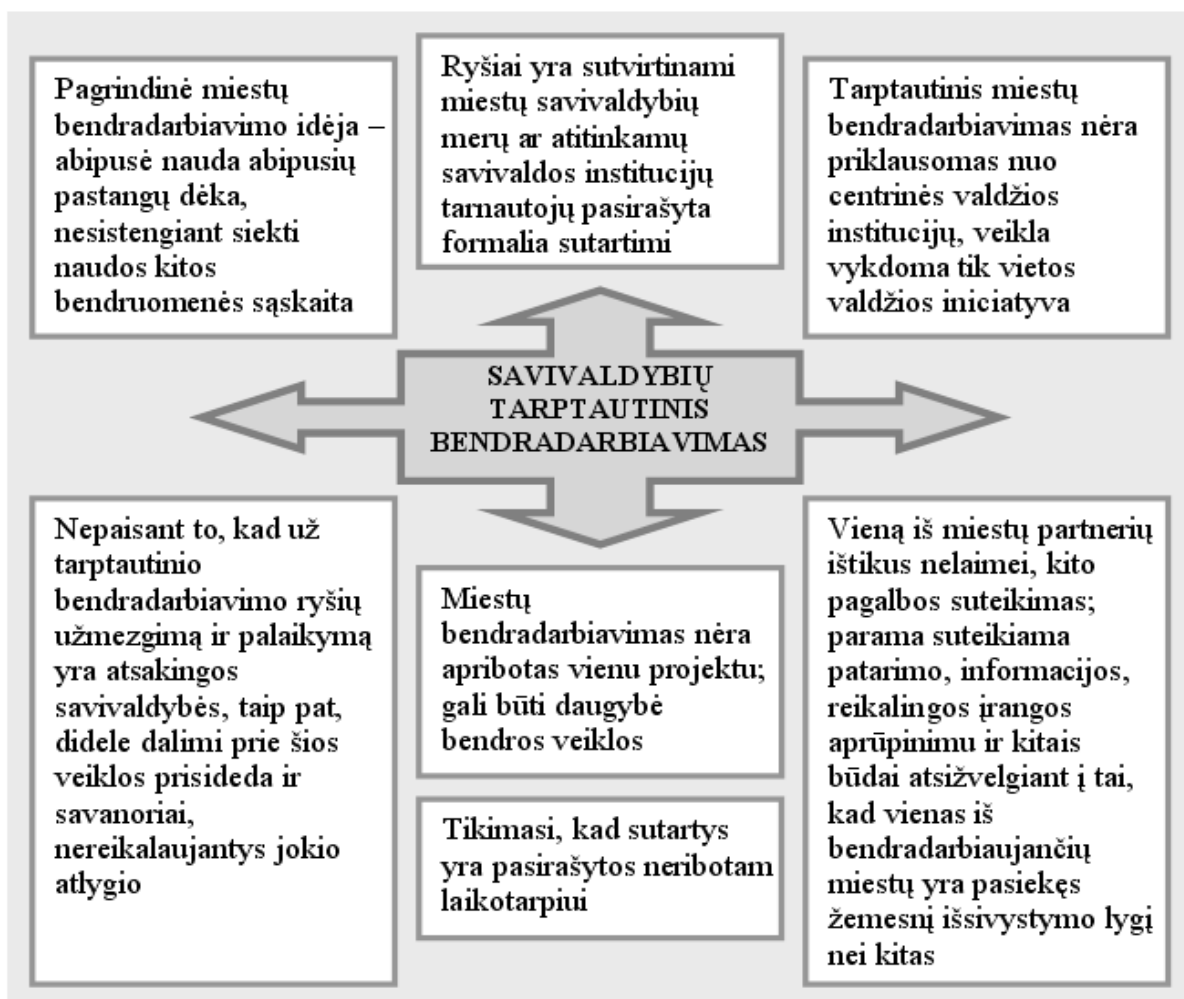 Pagrindinė miestų
bendradarbiavimo idėja –
abipusė nauda abipusių
pastangų dėka,
nesistengiant siekti
naudos kitos
bendruomenės sąskaita
Ryšiai yra sutvirtinami
miestų savivaldybių
merų ar atitinkamų
savivaldos institucijų
tarnautojų pasirašyta
formalia sutartimi
Tarptautinis miestų
bendradarbiavimas nėra
priklausomas nuo
centrinės valdžios
institucijų, veikla
vykdoma tik vietos
valdžios iniciatyva
SAVIVALDYBIŲ
TARPTAUTINIS
BENDRADARBIAVIMAS
Nepaisant to, kad už
tarptautinio
bendradarbiavimo ryšių
užmezgimą ir palaikymą
yra atsakingos
savivaldybės, taip pat,
didele dalimi prie šios
veiklos prisideda ir
savanoriai,
nereikalaujantys jokio
atlygio
Miestų
bendradarbiavimas nėra
apribotas vienu projektu;
gali būti daugybė
bendros veiklos
Tikimasi, kad sutartys
yra pasirašytos neribotam
laikotarpiui
Vieną iš miestų partnerių
ištikus nelaimei, kito
pagalbos suteikimas;
parama suteikiama
patarimo, informacijos,
reikalingos įrangos
aprūpinimu ir kitais
būdai atsižvelgiant į tai,
kad vienas iš
bendradarbiaujančių
miestų yra pasiekęs
žemesnį išsivystymo lygį
nei kitas